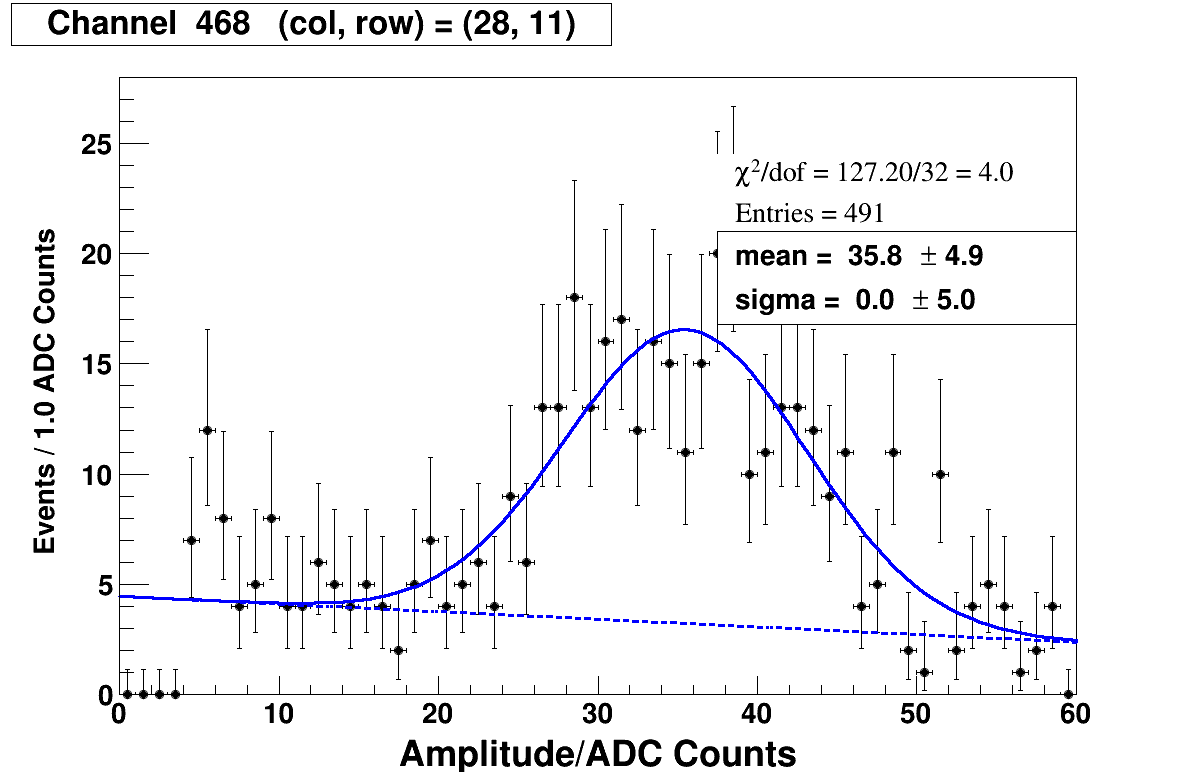 Channel 468 (col, row) = (28, 11)
χ²/dof = 127.20/32 = 4.0
Entries = 491
mean = 35.8 ± 4.9
sigma = 0.0 ± 5.0
Events / 1.0 ADC Counts
25
20
15
10
5
0
0 10 20 30 40 50 60
Amplitude/ADC Counts